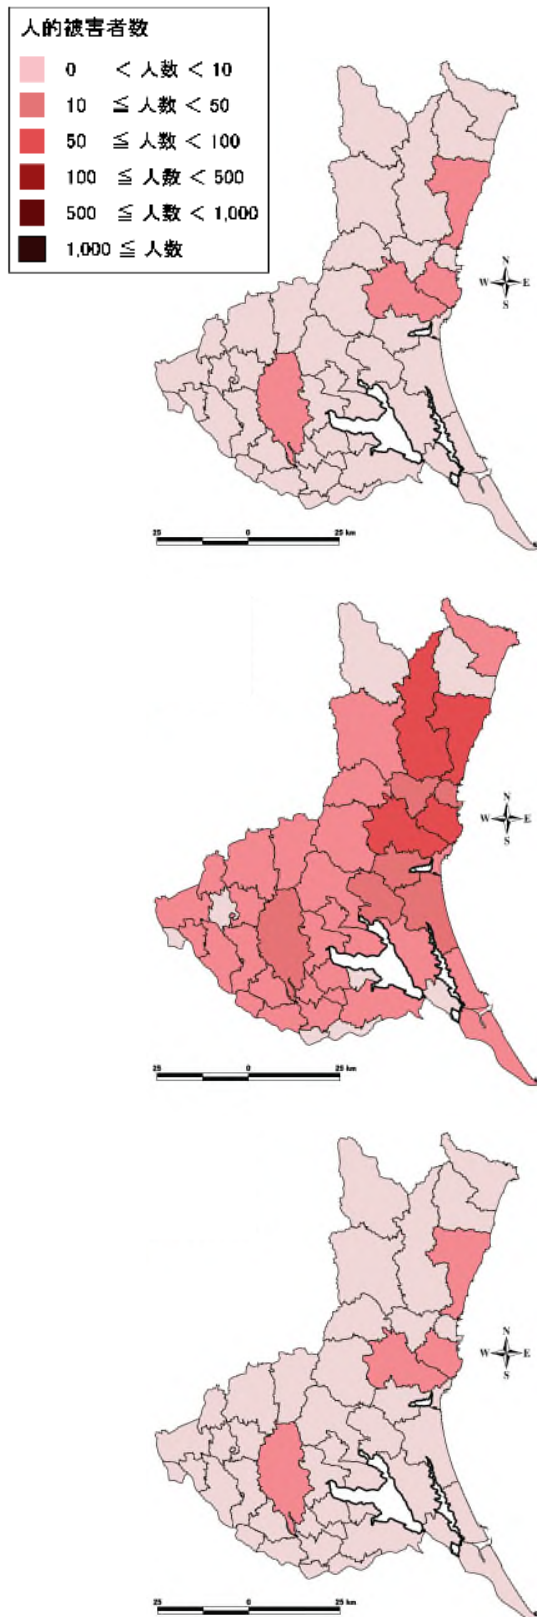 人的被害者数
0 < 人数 < 10
10 ≦ 人数 < 50
50 ≦ 人数 < 100
100 ≦ 人数 < 500
500 ≦ 人数 < 1,000
1,000 ≦ 人数
N
W E
S
25 0 25 km
N
W E
S
25 0 25 km
N
W E
S
25 0 25 km